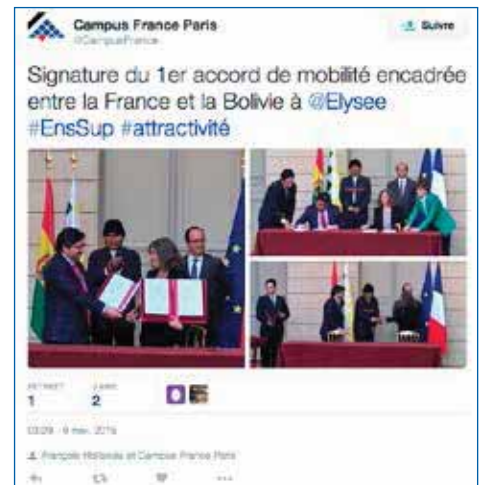 Campus France Paris
@CampusFrance
Suivre
Signature du 1er accord de mobilité encadrée
entre la France et la Bolivie à @Elysee
#EnsSup #attractivité
1 2
François Hollande et Campus France Paris